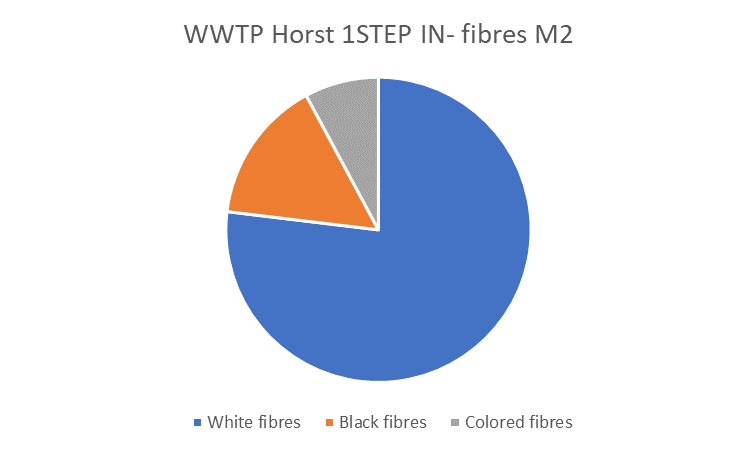 WWTP Horst 1STEP IN- fibres M2
White fibres Black fibres Colored fibres